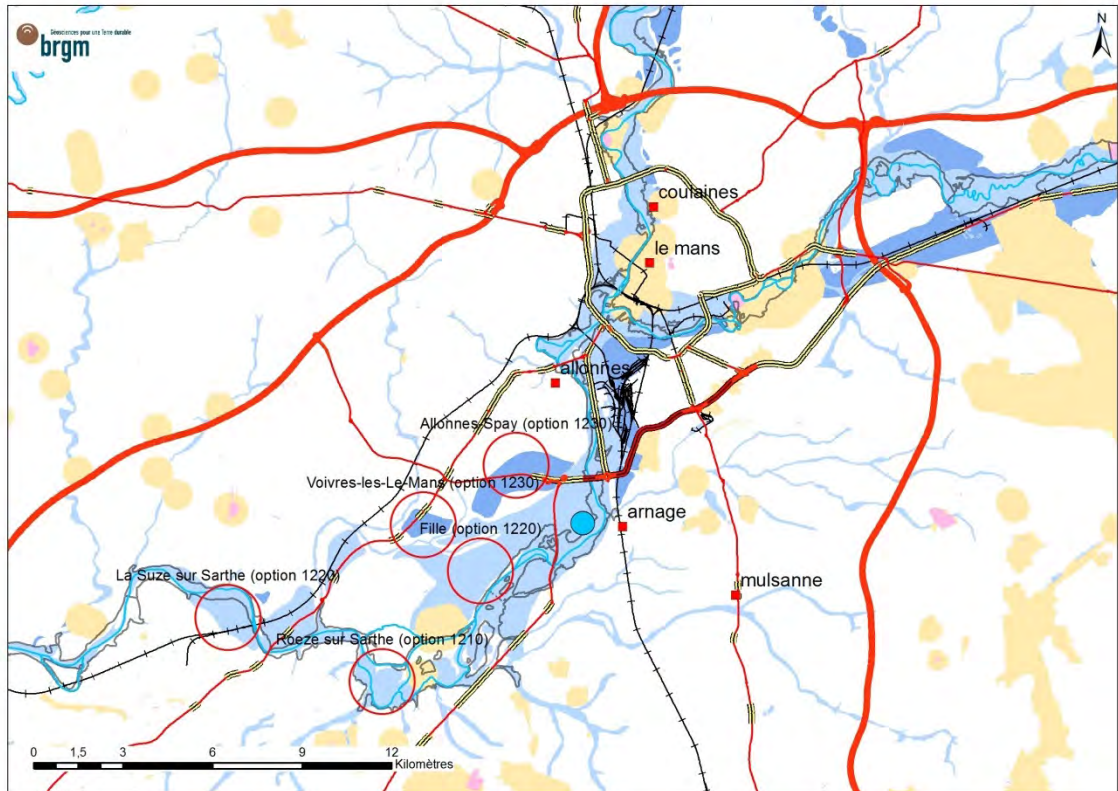 Géosciences pour une Terre durable
brgm
N
coulaines
le mans
allonnes
Allonnes-Spay (option 1230)
Voivres-les-Le-Mans (option 1230)
arnage
Fille (option 1220)
La Suze sur Sarthe (option 1220)
mulsanne
Roeze sur Sarthe (option 1210)
0 1,5 3 6 9 12
Kilomètres